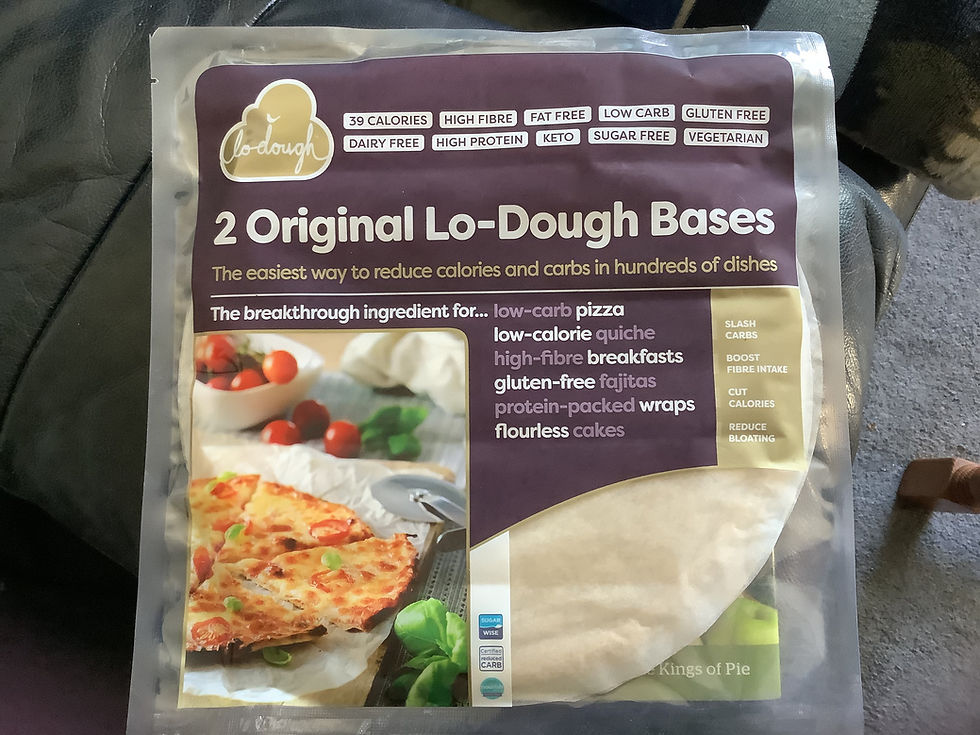 lo-dough
39 CALORIES HIGH FIBRE FAT FREE LOW CARB GLUTEN FREE
DAIRY FREE HIGH PROTEIN KETO SUGAR FREE VEGETARIAN
2 Original Lo-Dough Bases
The easiest way to reduce calories and carbs in hundreds of dishes
The breakthrough ingredient for... low-carb pizza
low-calorie quiche
high-fibre breakfasts
gluten-free fajitas
protein-packed wraps
flourless cakes
SLASH
CARBS
BOOST
FIBRE INTAKE
CUT
CALORIES
REDUCE
BLOATING
SUGAR
WISE
Certified
reduced
CARB
Kings of Pie